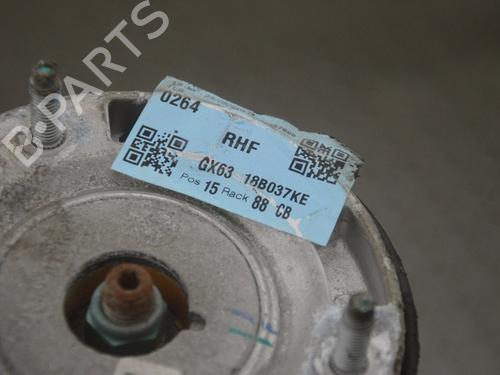 B-PARTS
0264
RHF
GX63 18B037KE
Pos 15 Rack 88 CB